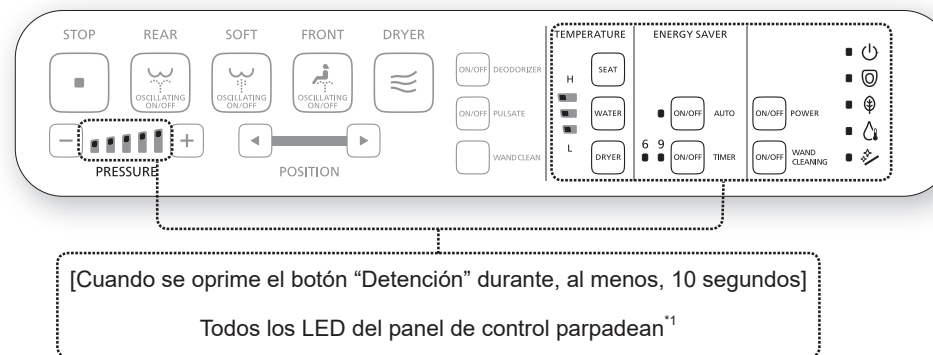 STOP REAR SOFT FRONT DRYER
OSCILLATING ON/OFF
OSCILLATING ON/OFF
OSCILLATING ON/OFF
PRESSURE
POSITION
ON/OFF DEODORIZER
ON/OFF PULSATE
WAND CLEAN
TEMPERATURE
H
L
SEAT
WATER
DRYER
ENERGY SAVER
ON/OFF AUTO
6 9
ON/OFF TIMER
ON/OFF POWER
ON/OFF WAND CLEANING
[Cuando se oprime el botón “Detención” durante, al menos, 10 segundos]
Todos los LED del panel de control parpadean*1